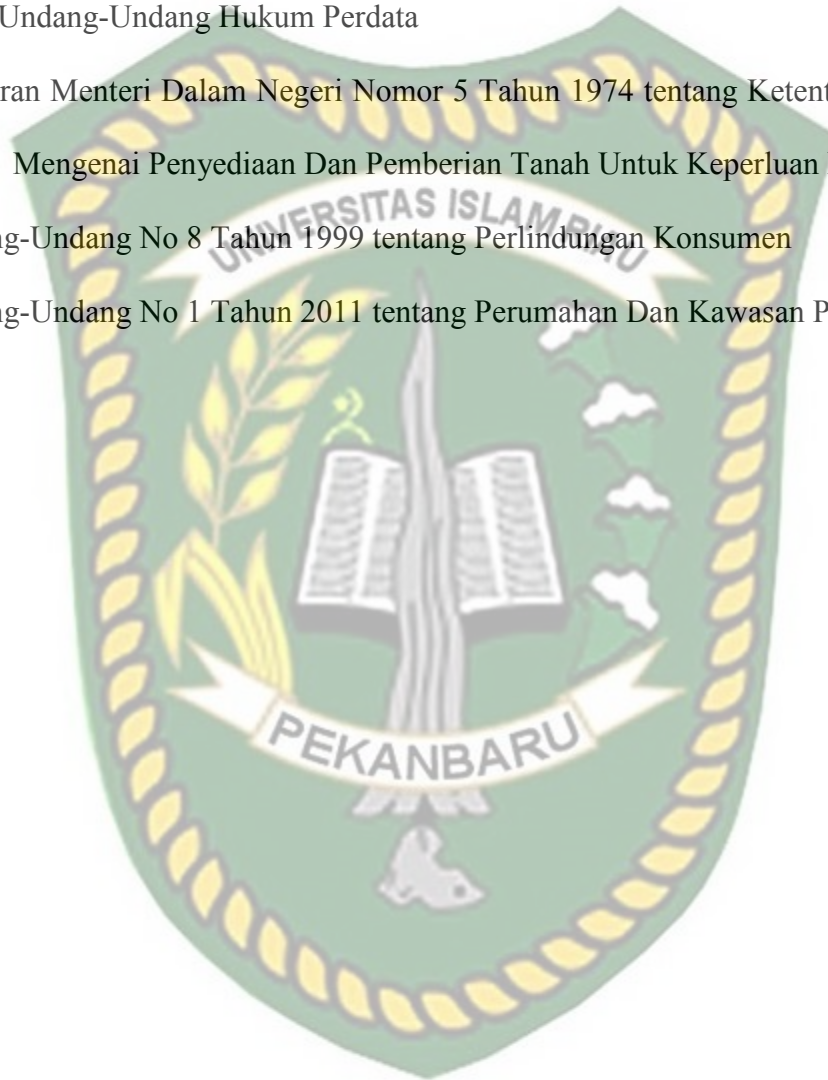 Undang-Undang Hukum Perdata
ran Menteri Dalam Negeri Nomor 5 Tahun 1974 tentang Ketent
Mengenai Penyediaan Dan Pemberian Tanah Untuk Keperluan
UNIVERSITAS ISLAM RIAU
ng-Undang No 8 Tahun 1999 tentang Perlindungan Konsumen
ng-Undang No 1 Tahun 2011 tentang Perumahan Dan Kawasan P
PEKANBARU